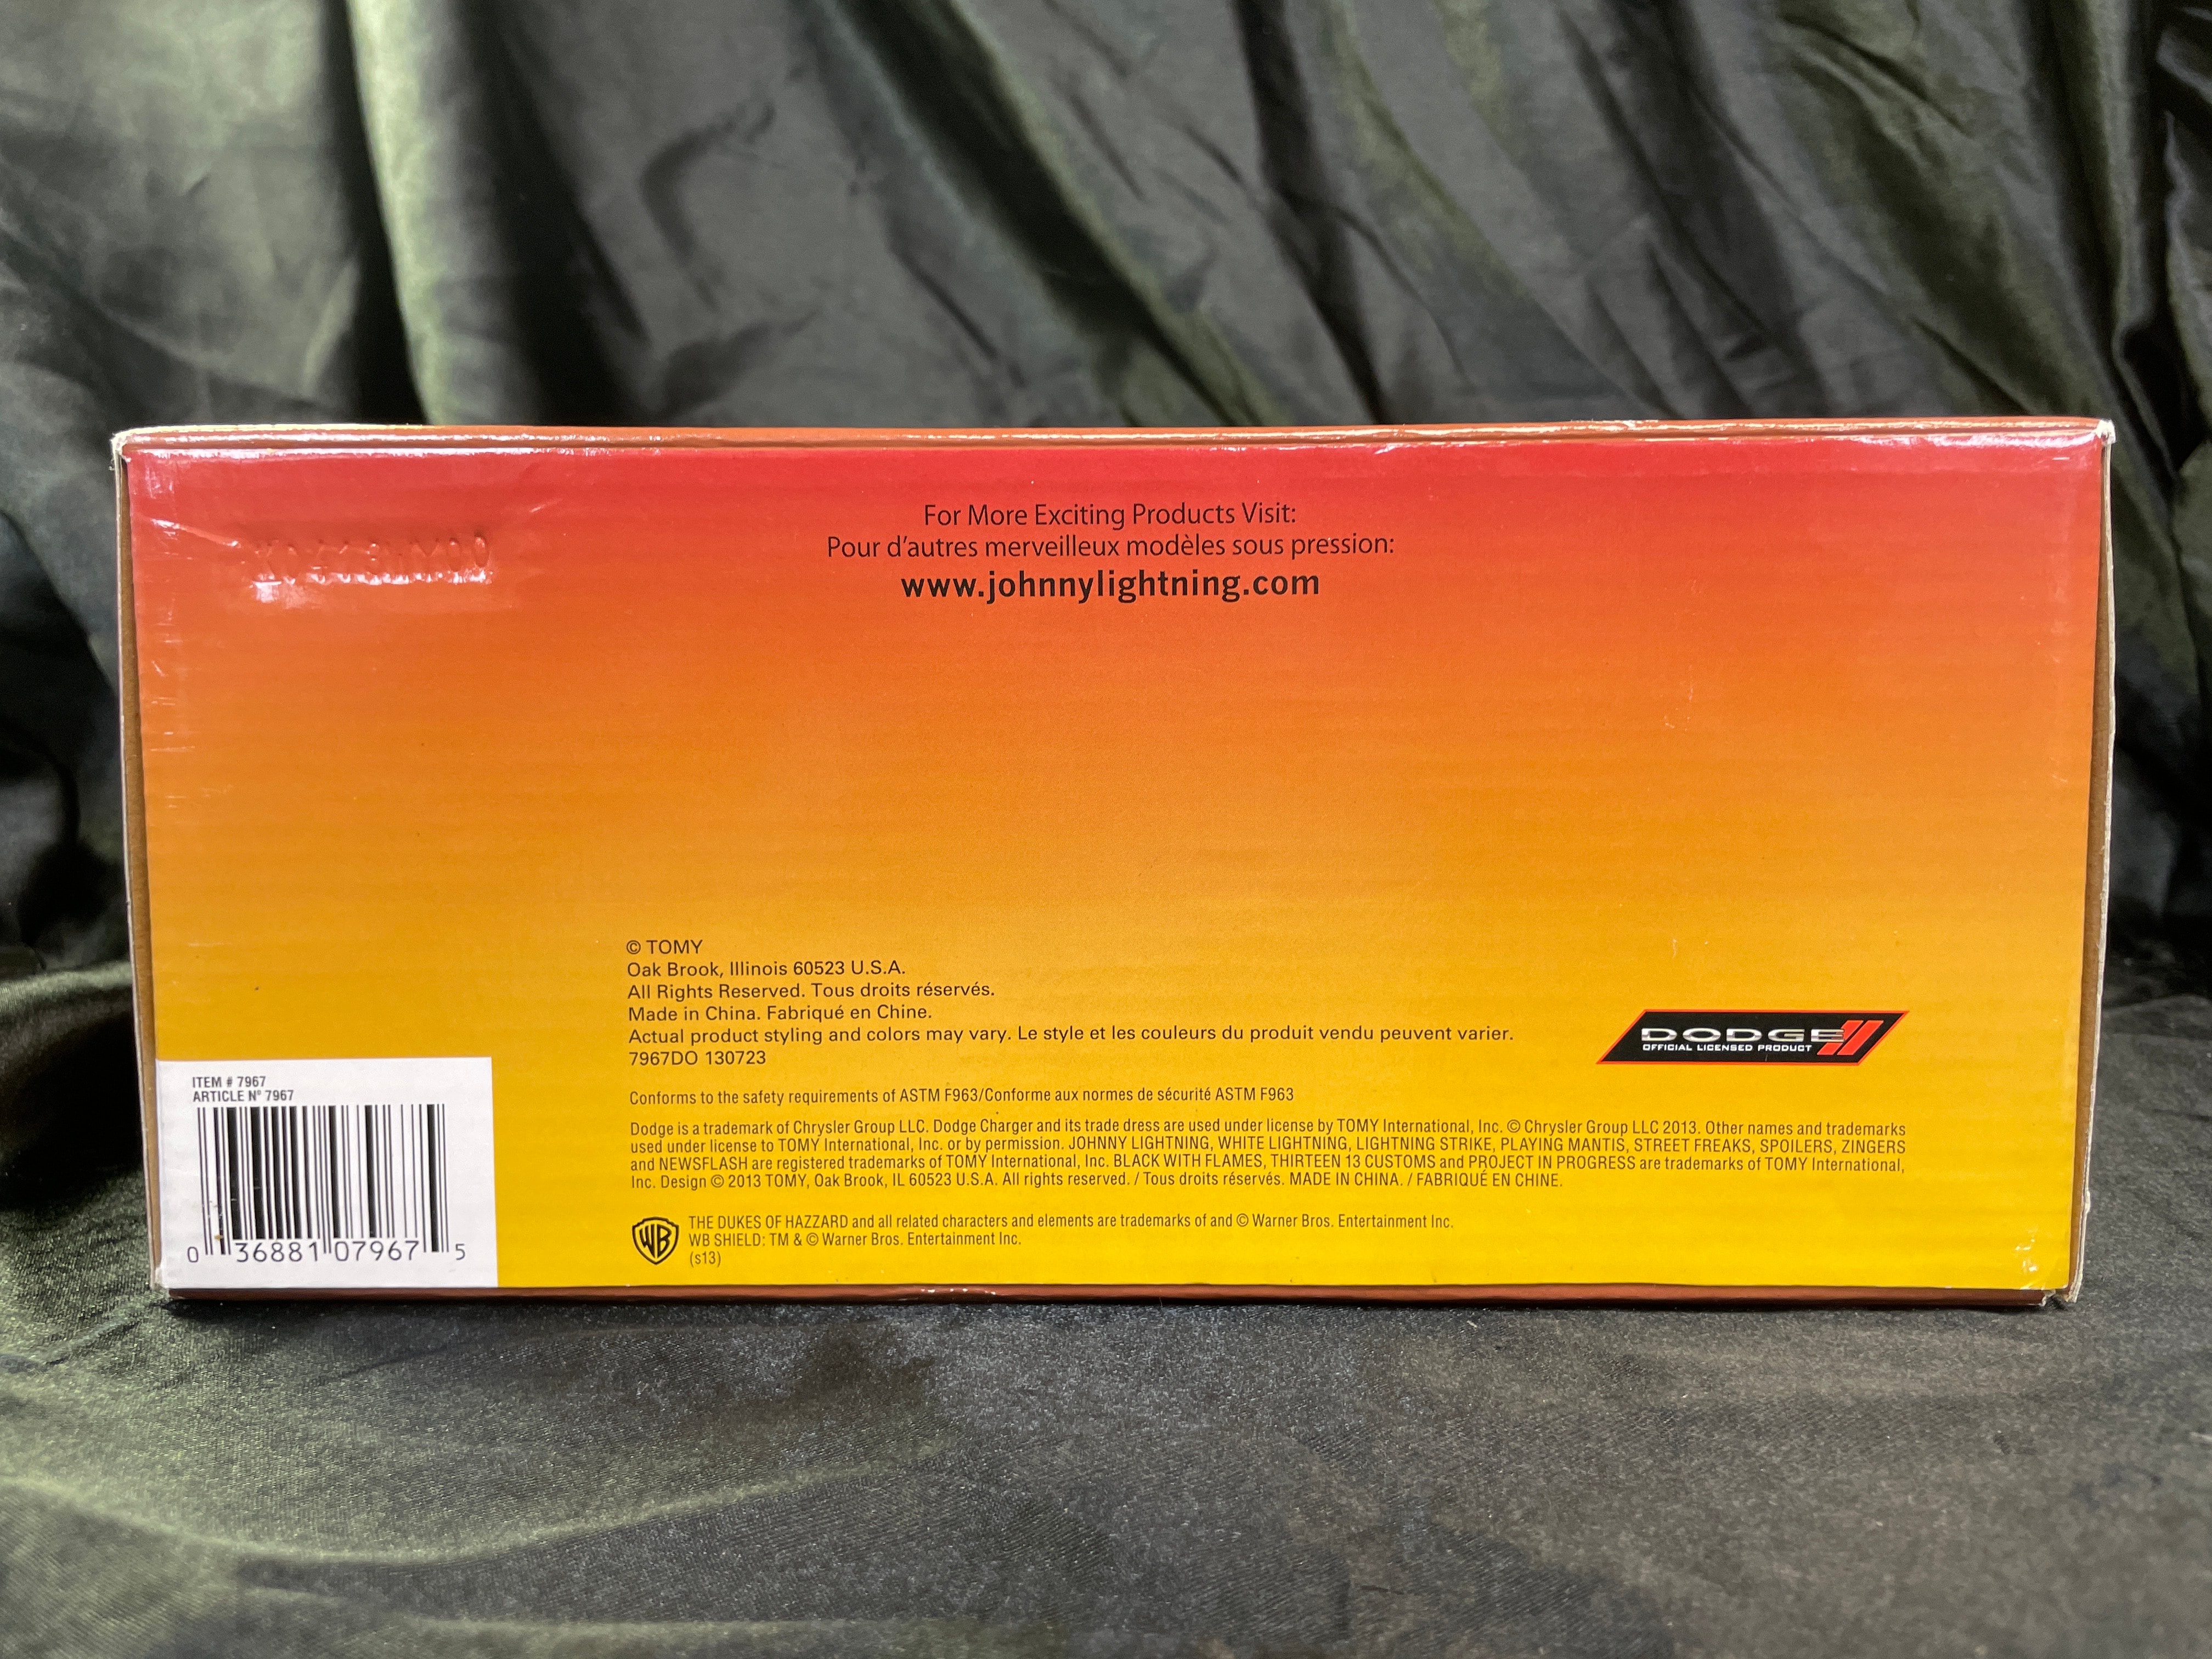 For More Exciting Products Visit:
Pour d'autres merveilleux modèles sous pression:
www.johnnylightning.com
© TOMY
Oak Brook, Illinois 60523 U.S.A.
All Rights Reserved. Tous droits réservés.
Made in China. Fabriqué en Chine.
Actual product styling and colors may vary. Le style et les couleurs du produit vendu peuvent varier.
7967DO 130723
DODGE
OFFICIAL LICENSED PRODUCT
ITEM # 7967
ARTICLE Nº 7967
0 36881 07967 5
Conforms to the safety requirements of ASTM F963/Conforme aux normes de sécurité ASTM F963
Dodge is a trademark of Chrysler Group LLC. Dodge Charger and its trade dress are used under license by TOMY International, Inc. © Chrysler Group LLC 2013. Other names and trademarks
used under license to TOMY International, Inc. or by permission. JOHNNY LIGHTNING, WHITE LIGHTNING, LIGHTNING STRIKE, PLAYING MANTIS, STREET FREAKS, SPOILERS, ZINGERS
and NEWSFLASH are registered trademarks of TOMY International, Inc. BLACK WITH FLAMES, THIRTEEN 13 CUSTOMS and PROJECT IN PROGRESS are trademarks of TOMY International,
Inc. Design © 2013 TOMY, Oak Brook, IL 60523 U.S.A. All rights reserved. / Tous droits réservés. MADE IN CHINA. / FABRIQUÉ EN CHINE.
WB
THE DUKES OF HAZZARD and all related characters and elements are trademarks of and © Warner Bros. Entertainment Inc.
WB SHIELD: TM & © Warner Bros. Entertainment Inc.
(s13)